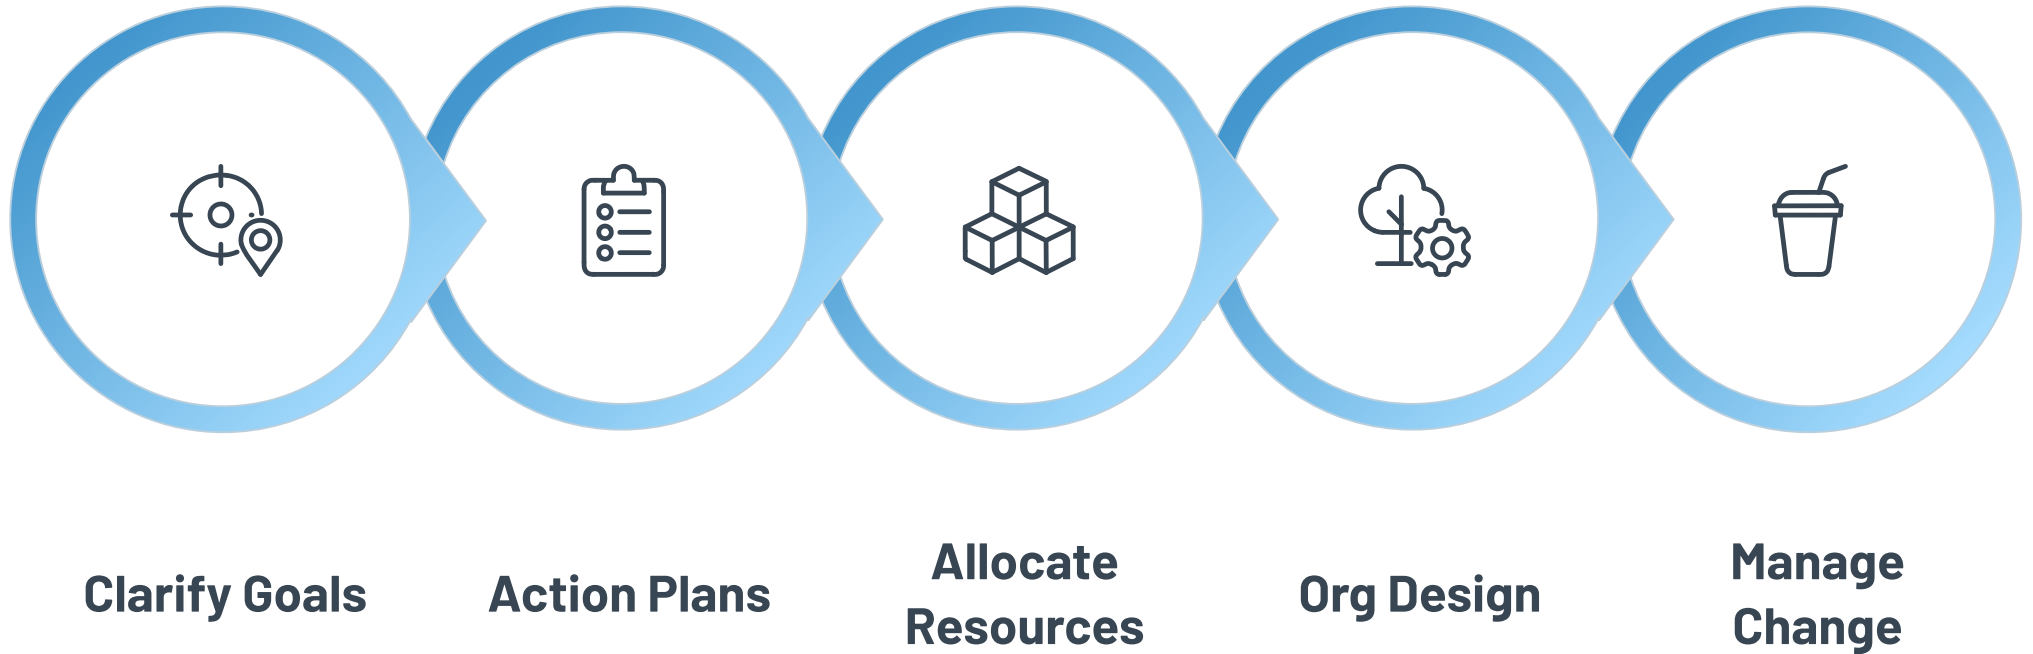 Clarify Goals
Action Plans
Allocate
Resources
Org Design
Manage
Change